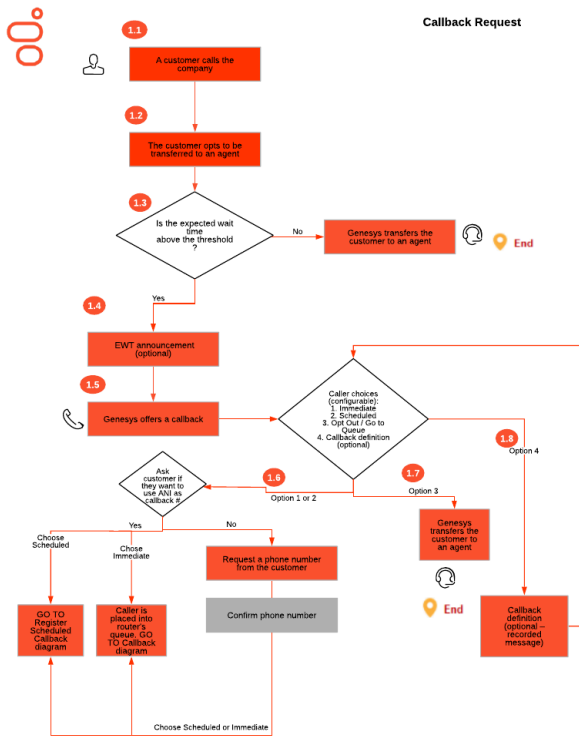 Callback Request
1.1
A customer calls the
company
1.2
The customer opts to be
transferred to an agent
1.3
Is the expected wait
time
above the threshold
?
No
Genesys transfers the
customer to an agent
End
Yes
1.4
EWT announcement
(optional)
1.5
Genesys offers a callback
Caller choices
(configurable):
1. Immediate
2. Scheduled
3. Opt Out / Go to
Queue
4. Callback definition
(optional)
1.8
Option 4
1.6
Option 1 or 2
1.7
Option 3
Ask
customer if
they want to
use ANI as
callback #
Yes
No
Choose
Scheduled
Chose
Immediate
Request a phone number
from the customer
Genesys
transfers the
customer to
an agent
End
Confirm phone number
GO TO
Register
Scheduled
Callback
diagram
Caller is
placed into
router's
queue, GO
TO Callback
diagram
Callback
definition
(optional –
recorded
message)
Choose Scheduled or Immediate